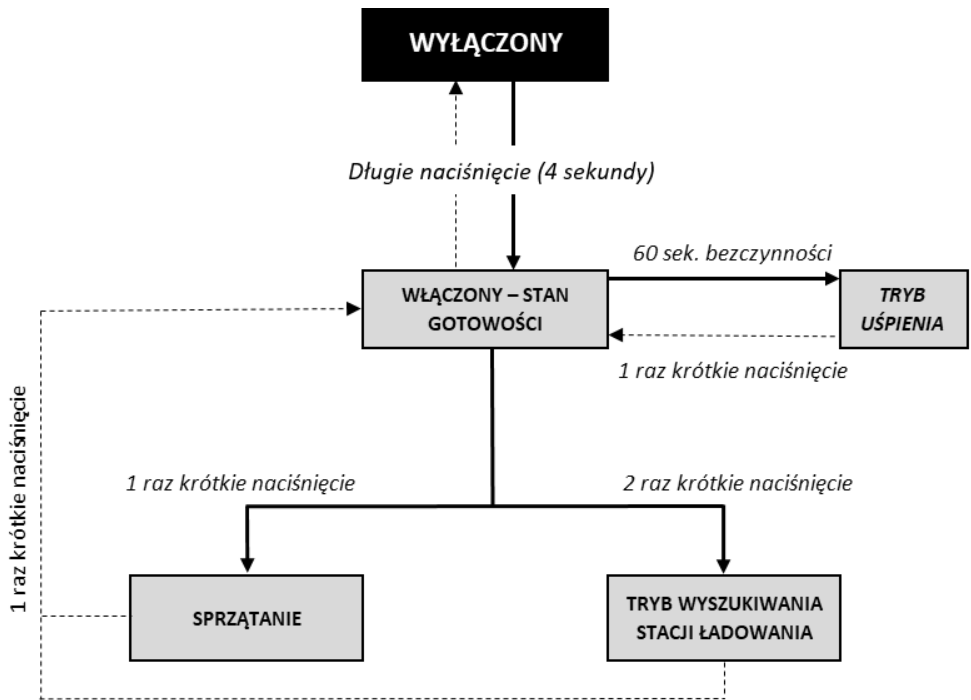 WYŁĄCZONY
Długie naciśnięcie (4 sekundy)
60 sek. bezczynności
WŁĄCZONY – STAN
GOTOWOŚCI
TRYB
UŚPIENIA
1 raz krótkie naciśnięcie
1 raz krótkie naciśnięcie
1 raz krótkie naciśnięcie
2 raz krótkie naciśnięcie
SPRZĄTANIE
TRYB WYSZUKIWANIA
STACJI ŁADOWANIA